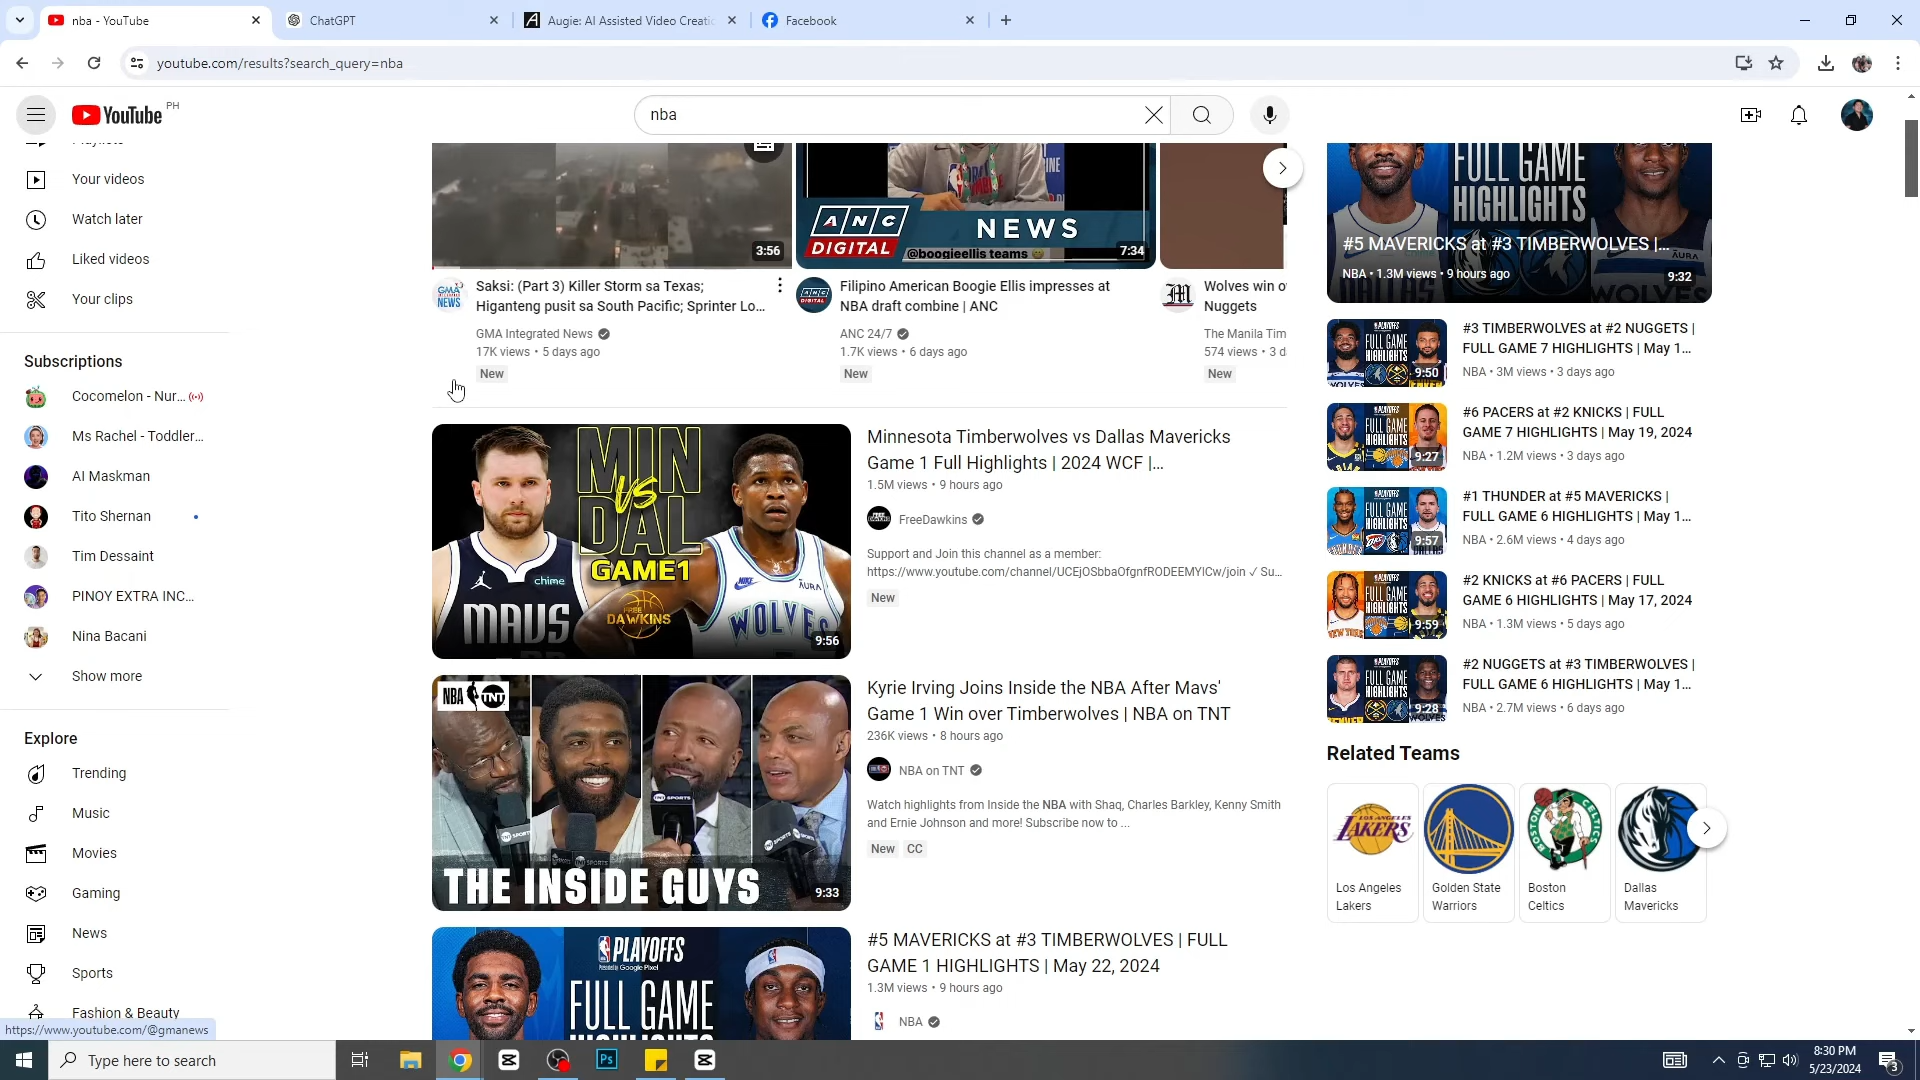 nba - YouTube
ChatGPT
Augie: AI Assisted Video Creatio
Facebook
youtube.com/results?search_query=nba
YouTube PH
nba
Your videos
Watch later
Liked videos
Your clips
Subscriptions
Cocomelon - Nur...
Ms Rachel - Toddler...
AI Maskman
Tito Shernan
Tim Dessaint
PINOY EXTRA INC...
Nina Bacani
Show more
Explore
Trending
Music
Movies
Gaming
News
Sports
Fashion & Beauty
https://www.youtube.com/@gmanews
3:56
GMA
NEWS
Saksi: (Part 3) Killer Storm sa Texas;
Higanteng pusit sa South Pacific; Sprinter Lo...
GMA Integrated News
17K views • 5 days ago
New
ANC
DIGITAL
NEWS
@boogieellis teams
7:34
Filipino American Boogie Ellis impresses at
NBA draft combine | ANC
ANC 24/7
1.7K views • 6 days ago
New
Wolves win o
Nuggets
The Manila Tim
574 views • 3 d
New
MIN
VS
DAL
GAME1
chime
MAVS
FREE
DAWKINS
NIKE
AURA
WOLVES
9:56
Minnesota Timberwolves vs Dallas Mavericks
Game 1 Full Highlights | 2024 WCF |...
1.5M views • 9 hours ago
FreeDawkins
Support and Join this channel as a member:
https://www.youtube.com/channel/UCEjOSbbaOfgnfRODEEMYlCw/join ✓ Su...
New
NBA TNT
THE INSIDE GUYS
9:33
Kyrie Irving Joins Inside the NBA After Mavs'
Game 1 Win over Timberwolves | NBA on TNT
236K views • 8 hours ago
NBA on TNT
Watch highlights from Inside the NBA with Shaq, Charles Barkley, Kenny Smith
and Ernie Johnson and more! Subscribe now to ...
New CC
PLAYOFFS
Presented by Google Pixel
FULL GAME
#5 MAVERICKS at #3 TIMBERWOLVES | FULL
GAME 1 HIGHLIGHTS | May 22, 2024
1.3M views • 9 hours ago
NBA
FULL GAME
HIGHLIGHTS
#5 MAVERICKS at #3 TIMBERWOLVES |...
NBA • 1.3M views • 9 hours ago
9:32
#3 TIMBERWOLVES at #2 NUGGETS |
FULL GAME 7 HIGHLIGHTS | May 1...
NBA • 3M views • 3 days ago
9:50
#6 PACERS at #2 KNICKS | FULL
GAME 7 HIGHLIGHTS | May 19, 2024
NBA • 1.2M views • 3 days ago
9:27
#1 THUNDER at #5 MAVERICKS |
FULL GAME 6 HIGHLIGHTS | May 1...
NBA • 2.6M views • 4 days ago
9:57
#2 KNICKS at #6 PACERS | FULL
GAME 6 HIGHLIGHTS | May 17, 2024
NBA • 1.3M views • 5 days ago
9:59
#2 NUGGETS at #3 TIMBERWOLVES |
FULL GAME 6 HIGHLIGHTS | May 1...
NBA • 2.7M views • 6 days ago
9:28
Related Teams
Los Angeles
Lakers
Golden State
Warriors
Boston
Celtics
Dallas
Mavericks
Type here to search
Ps
8:30 PM
5/23/2024
3